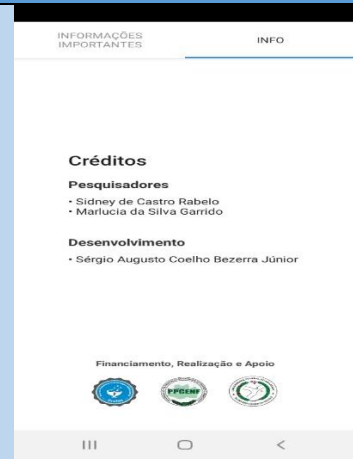 INFORMAÇÕES
IMPORTANTES
INFO
Créditos
Pesquisadores
• Sidney de Castro Rabelo
• Marlucia da Silva Garrido
Desenvolvimento
• Sérgio Augusto Coelho Bezerra Júnior
Financiamento, Realização e Apoio
PPGENF